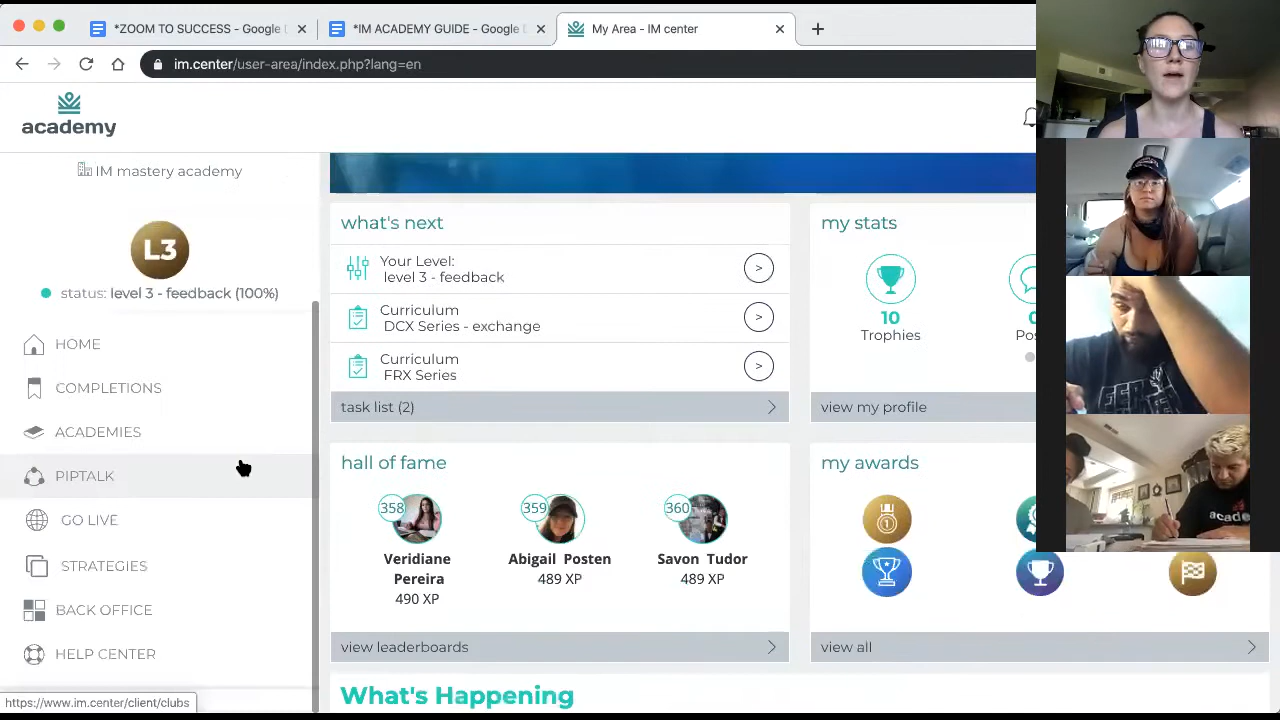 *ZOOM TO SUCCESS - Google
*IM ACADEMY GUIDE - Google
My Area - IM center
im.center/user-area/index.php?lang=en
academy
IM mastery academy
L3
status: level 3 - feedback (100%)
HOME
COMPLETIONS
ACADEMIES
PIPTALK
GO LIVE
STRATEGIES
BACK OFFICE
HELP CENTER
https://www.im.center/client/clubs
what's next
Your Level:
level 3 - feedback
>
Curriculum
DCX Series - exchange
>
Curriculum
FRX Series
>
task list (2)
my stats
10
Trophies
view my profile
hall of fame
358
Veridiane
Pereira
490 XP
359
Abigail Posten
489 XP
360
Savon Tudor
489 XP
view leaderboards
my awards
1
view all
What's Happening